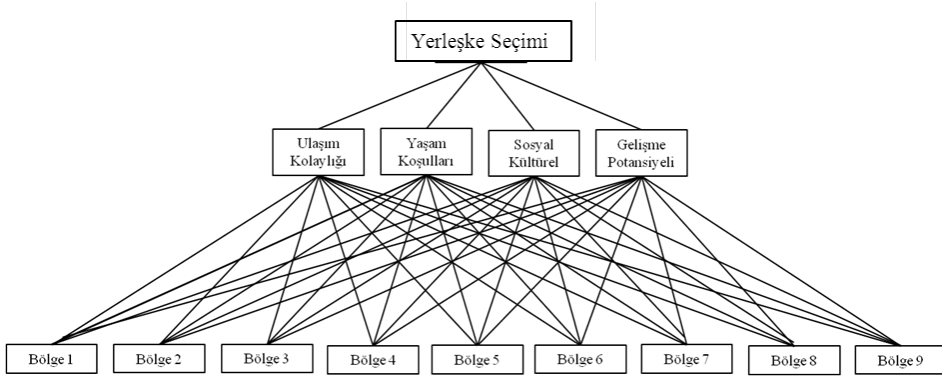 Yerleşke Seçimi
Ulaşım
Kolaylığı
Yaşam
Koşulları
Sosyal
Kültürel
Gelişme
Potansiyeli
Bölge 1
Bölge 2
Bölge 3
Bölge 4
Bölge 5
Bölge 6
Bölge 7
Bölge 8
Bölge 9